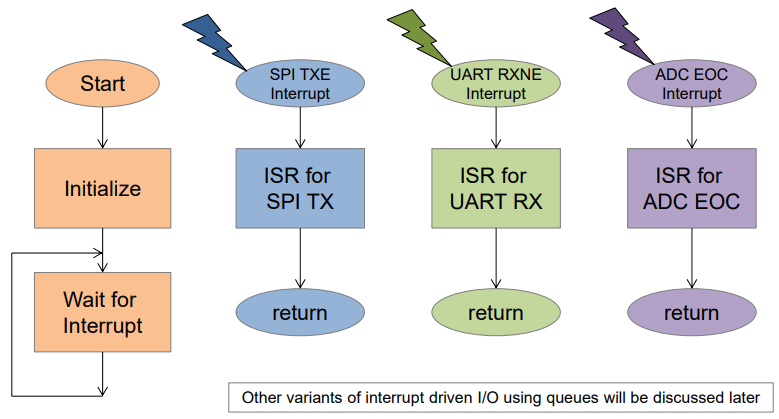 Start
Initialize
Wait for
Interrupt
SPI TXE
Interrupt
ISR for
SPI TX
return
UART RXNE
Interrupt
ISR for
UART RX
return
ADC EOC
Interrupt
ISR for
ADC EOC
return
Other variants of interrupt driven I/O using queues will be discussed later